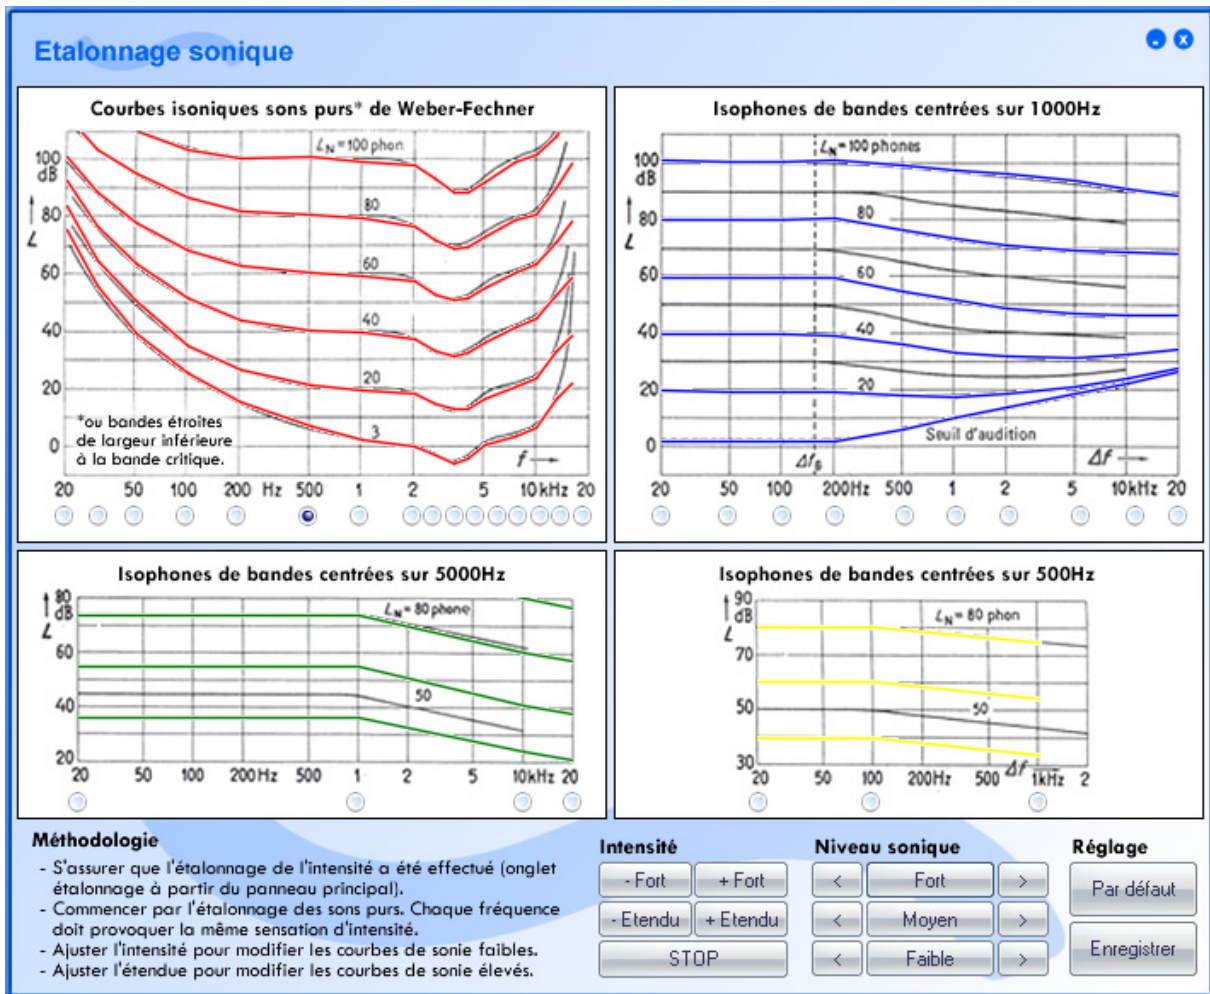 Etalonnage sonique
Courbes isoniques sons purs* de Weber-Fechner
L_N = 100 phon
100
dB
80
80
L
60
60
40
40
20
20
*ou bandes étroites
de largeur inférieure
à la bande critique.
3
0
f
20 50 100 200 Hz 500 1 2 5 10kHz 20
Isophones de bandes centrées sur 1000Hz
L_N = 100 phones
100
dB
80
80
L
60
60
40
40
20
20
Seuil d'audition
0
Δf
20 50 100 200Hz 500 1 2 5 10kHz 20
Isophones de bandes centrées sur 5000Hz
80
dB
L_N = 80 phone
L
60
50
40
20
20 50 100 200Hz 500 1 2 5 10kHz 20
Isophones de bandes centrées sur 500Hz
90
dB
L_N = 80 phon
L
70
50
50
30
Δf
20 50 100 200Hz 500 1kHz 2
Méthodologie
- S'assurer que l'étalonnage de l'intensité a été effectué (onglet
étalonnage à partir du panneau principal).
- Commencer par l'étalonnage des sons purs. Chaque fréquence
doit provoquer la même sensation d'intensité.
- Ajuster l'intensité pour modifier les courbes de sonie faibles.
- Ajuster l'étendue pour modifier les courbes de sonie élevés.
Intensité
- Fort + Fort
- Etendu + Etendu
STOP
Niveau sonique
< Fort >
< Moyen >
< Faible >
Réglage
Par défaut
Enregistrer